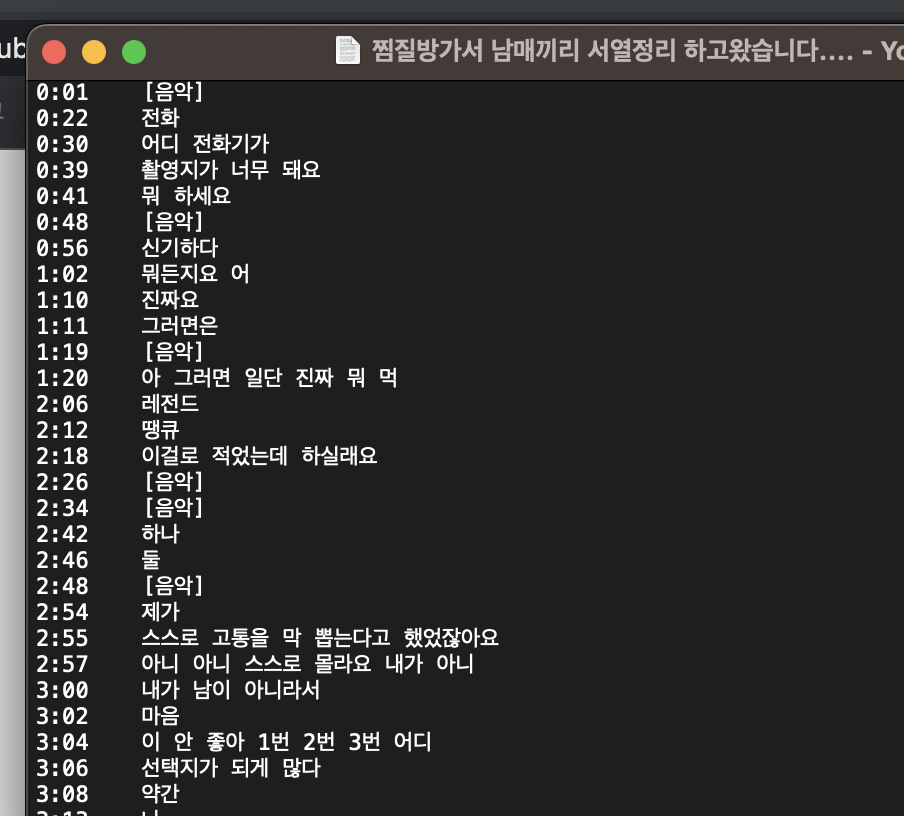 ub
찜질방가서 남매끼리 서열정리 하고왔습니다.... - Yo
0:01 [음악]
0:22 전화
0:30 어디 전화기가
0:39 촬영지가 너무 돼요
0:41 뭐 하세요
0:48 [음악]
0:56 신기하다
1:02 뭐든지요 어
1:10 진짜요
1:11 그러면은
1:19 [음악]
1:20 아 그러면 일단 진짜 뭐 먹
2:06 레전드
2:12 땡큐
2:18 이걸로 적었는데 하실래요
2:26 [음악]
2:34 [음악]
2:42 하나
2:46 둘
2:48 [음악]
2:54 제가
2:55 스스로 고통을 막 뽑는다고 했었잖아요
2:57 아니 아니 스스로 몰라요 내가 아니
3:00 내가 남이 아니라서
3:02 마음
3:04 이 안 좋아 1번 2번 3번 어디
3:06 선택지가 되게 많다
3:08 약간